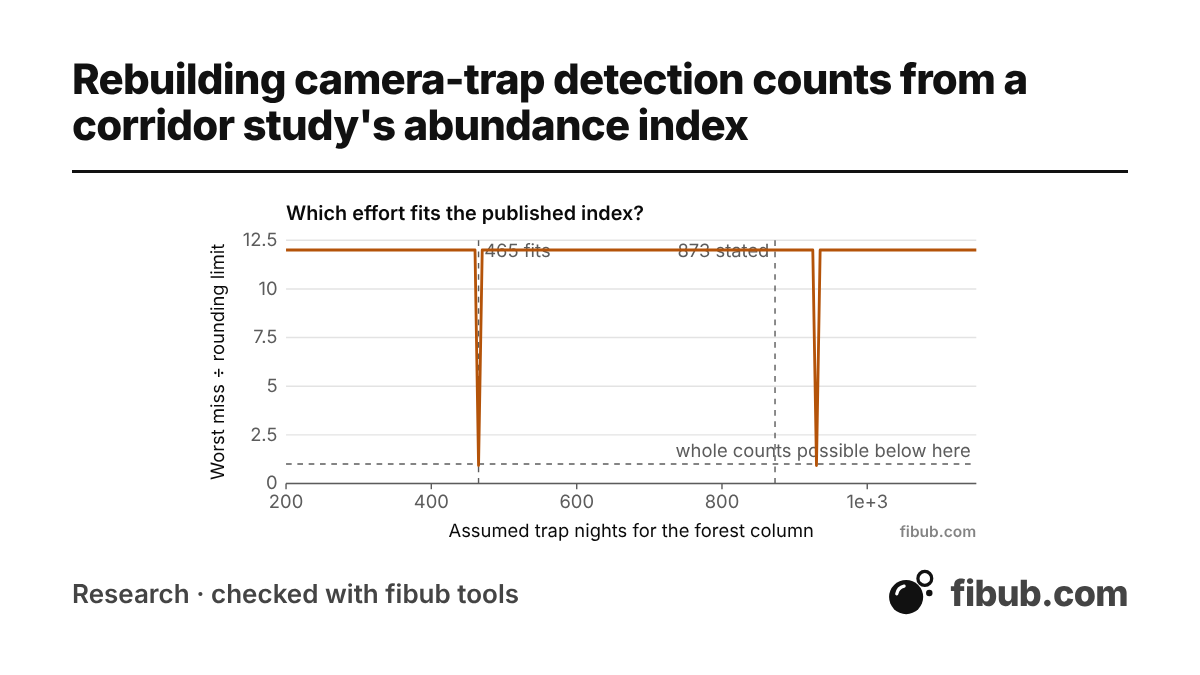 Rebuilding camera-trap detection counts from a
corridor study's abundance index
Which effort fits the published index?
12.5
10
7.5
5
2.5
0
Worst miss ÷ rounding limit
465 fits
873 stated
whole counts possible below here
200
400
600
800
1e+3
Assumed trap nights for the forest column
fibub.com
Research · checked with fibub tools
fibub.com